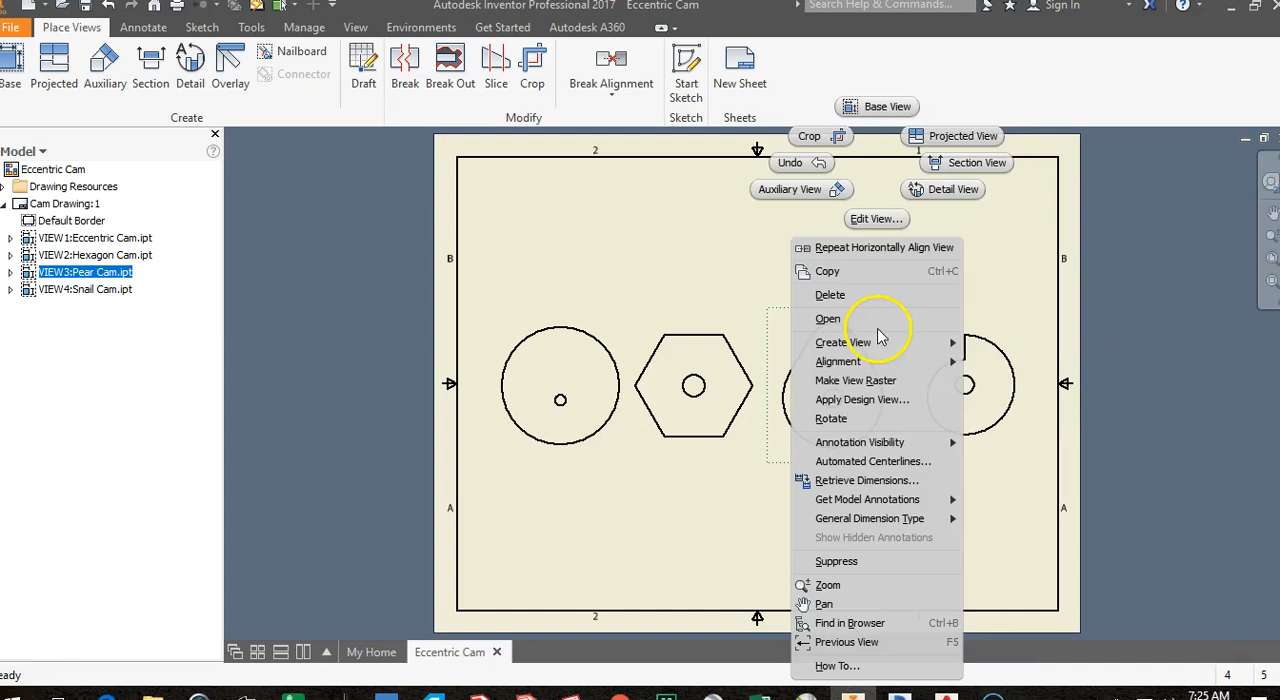 Autodesk Inventor Professional 2017 Eccentric Cam
Search Help & Commands...
Sign In
File Place Views Annotate Sketch Tools Manage View Environments Get Started Autodesk A360
Base Projected Auxiliary Section Detail Overlay
Nailboard
Connector
Draft
Break Break Out Slice Crop
Break Alignment
Start Sketch
New Sheet
Create Modify Sketch Sheets
Model
Eccentric Cam
Drawing Resources
Cam Drawing:1
Default Border
VIEW1:Eccentric Cam.ipt
VIEW2:Hexagon Cam.ipt
VIEW3:Pear Cam.ipt
VIEW4:Snail Cam.ipt
Base View
Crop
Projected View
Undo
Section View
Auxiliary View
Detail View
Edit View...
2
1
B
B
A
A
2
Repeat Horizontally Align View
Copy Ctrl+C
Delete
Open
Create View
Alignment
Make View Raster
Apply Design View...
Rotate
Annotation Visibility
Automated Centerlines...
Retrieve Dimensions...
Get Model Annotations
General Dimension Type
Show Hidden Annotations
Suppress
Zoom
Pan
Find in Browser Ctrl+B
Previous View F5
How To...
My Home
Eccentric Cam
eady
4 5
7:25 AM